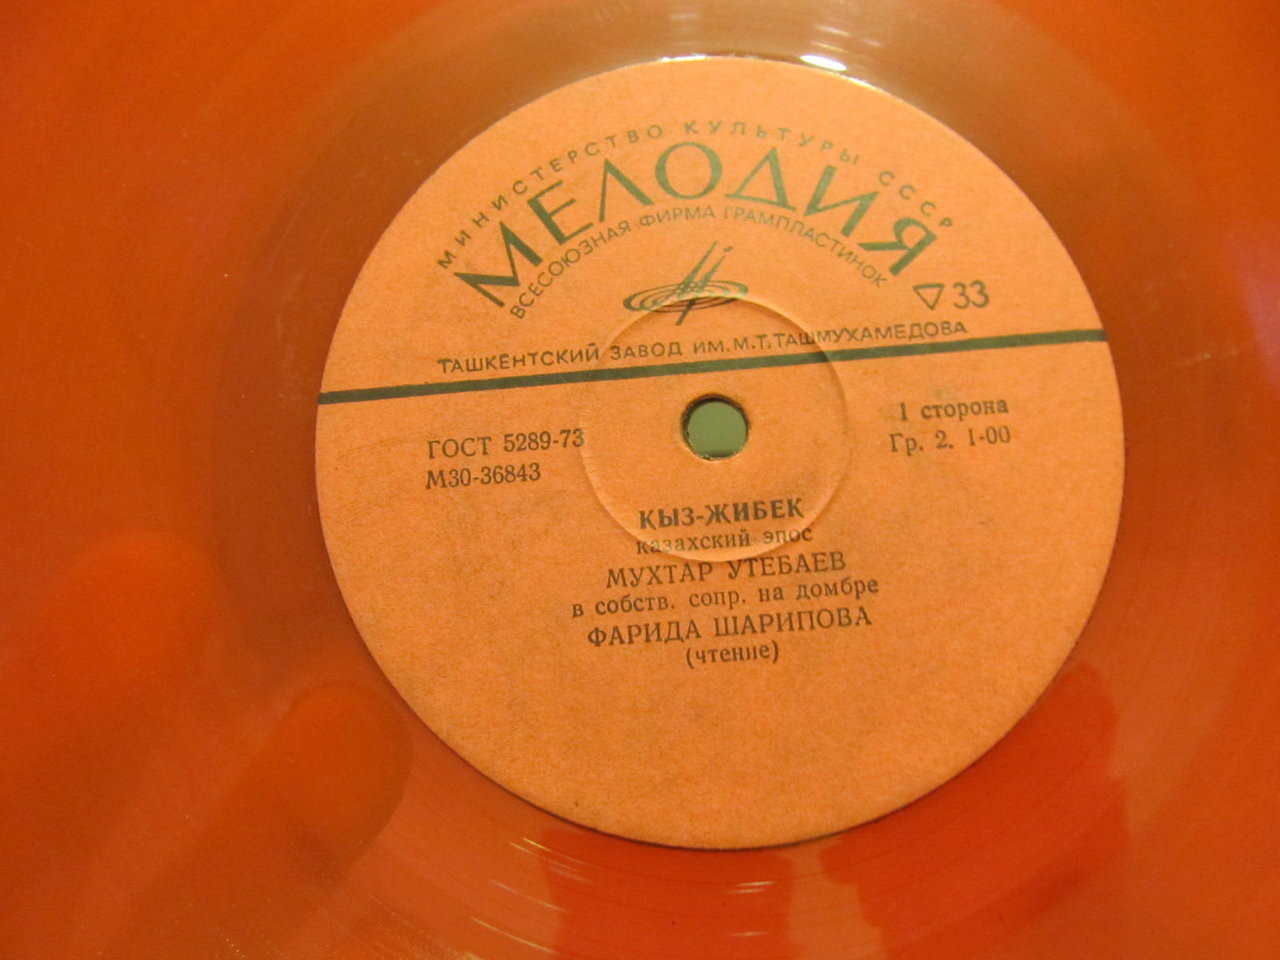 МИНИСТЕРСТВО КУЛЬТУРЫ СССР
МЕЛОДИЯ
ВСЕСОЮЗНАЯ ФИРМА ГРАМПЛАСТИНОК
33
ТАШКЕНТСКИЙ ЗАВОД ИМ. М.Т. ТАШМУХАМЕДОВА
ГОСТ 5289-73
М30-36843
1 сторона
Гр. 2. 1-00
ҚЫЗ-ЖИБЕК
казахский эпос
МУХТАР УТЕБАЕВ
в собств. сопр. на домбре
ФАРИДА ШАРИПОВА
(чтение)